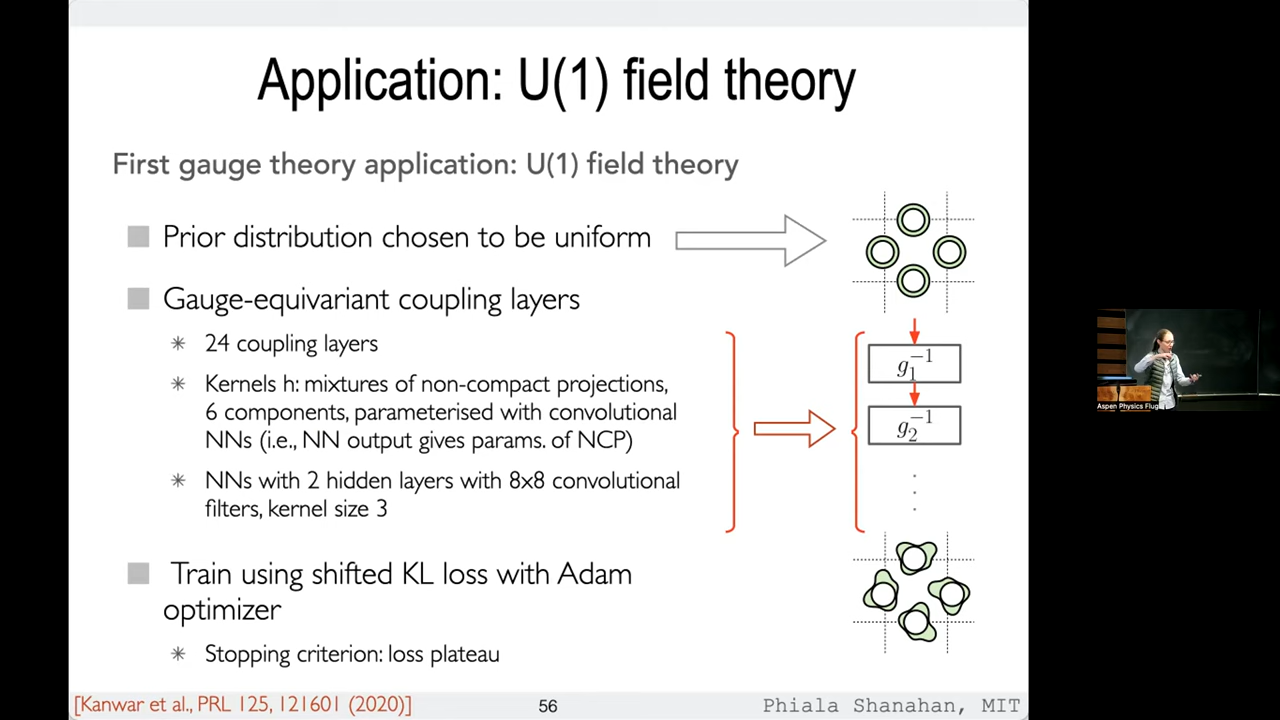 Application: U(1) field theory
First gauge theory application: U(1) field theory
Prior distribution chosen to be uniform
Gauge-equivariant coupling layers
24 coupling layers
Kernels h: mixtures of non-compact projections,
6 components, parameterised with convolutional
NNs (i.e., NN output gives params. of NCP)
NNs with 2 hidden layers with 8x8 convolutional
filters, kernel size 3
g₁⁻¹
g₂⁻¹
Train using shifted KL loss with Adam
optimizer
Stopping criterion: loss plateau
[Kanwar et al., PRL 125, 121601 (2020)]
56
Phiala Shanahan, MIT
Aspen Physics Flug